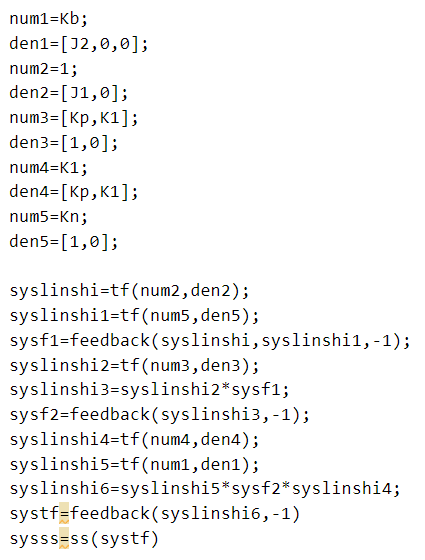 num1=Kb;
den1=[J2,0,0];
num2=1;
den2=[J1,0];
num3=[Kp,K1];
den3=[1,0];
num4=K1;
den4=[Kp,K1];
num5=Kn;
den5=[1,0];
syslinshi=tf(num2,den2);
syslinshi1=tf(num5,den5);
sysf1=feedback(syslinshi,syslinshi1,-1);
syslinshi2=tf(num3,den3);
syslinshi3=syslinshi2*sysf1;
sysf2=feedback(syslinshi3,-1);
syslinshi4=tf(num4,den4);
syslinshi5=tf(num1,den1);
syslinshi6=syslinshi5*sysf2*syslinshi4;
systf=feedback(syslinshi6,-1)
sysss=ss(systf)